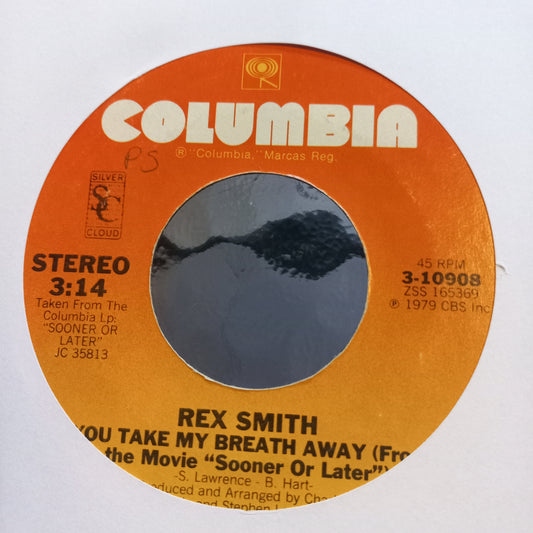 COLUMBIA
® "Columbia," Marcas Reg.
PS
SILVER
SC
CLOUD
STEREO
3:14
Taken From The
Columbia Lp:
"SOONER OR
LATER"
JC 35813
45 RPM
3-10908
ZSS 165369
℗ 1979 CBS Inc
REX SMITH
YOU TAKE MY BREATH AWAY (Fro
the Movie "Sooner Or Later")
-S. Lawrence - B. Hart-
oduced and Arranged by Cha
and Stephen L